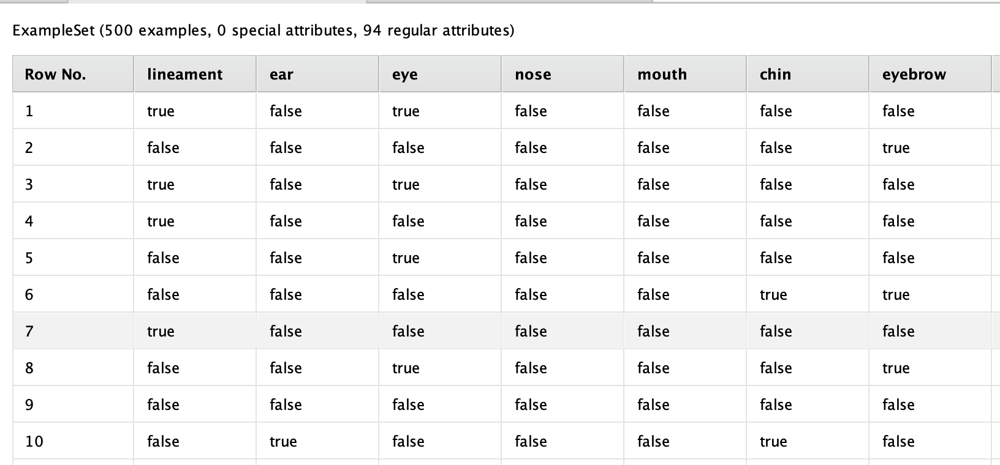 ExampleSet (500 examples, 0 special attributes, 94 regular attributes)
Row No. lineament ear eye nose mouth chin eyebrow
1 true false true false false false false
2 false false false false false false true
3 true false true false false false false
4 true false false false false false false
5 false false true false false false false
6 false false false false false true true
7 true false false false false false false
8 false false true false false false true
9 false false false false false false false
10 false true false false false true false